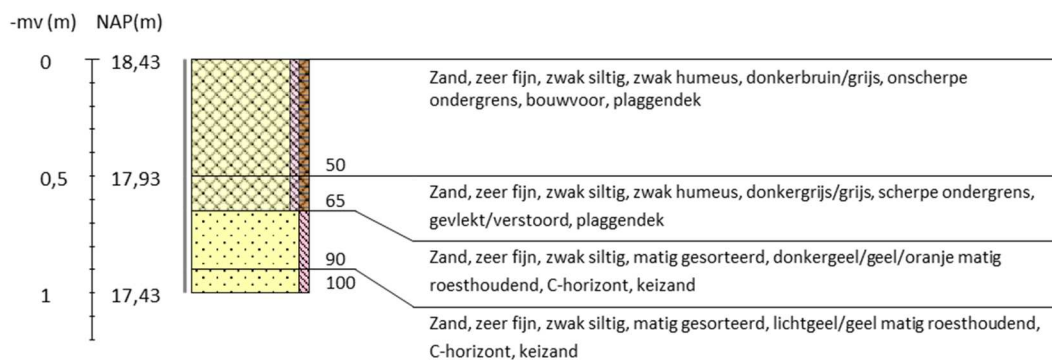 -mv (m) NAP(m)
0 18,43
Zand, zeer fijn, zwak siltig, zwak humeus, donkerbruin/grijs, onscherpe
ondergrens, bouwvoor, plaggendek
50
0,5 17,93
Zand, zeer fijn, zwak siltig, zwak humeus, donkergrijs/grijs, scherpe ondergrens,
65
gevlekt/verstoord, plaggendek
90
Zand, zeer fijn, zwak siltig, matig gesorteerd, donkergeel/geel/oranje matig
roesthoudend, C-horizont, keizand
100
1 17,43
Zand, zeer fijn, zwak siltig, matig gesorteerd, lichtgeel/geel matig roesthoudend,
C-horizont, keizand